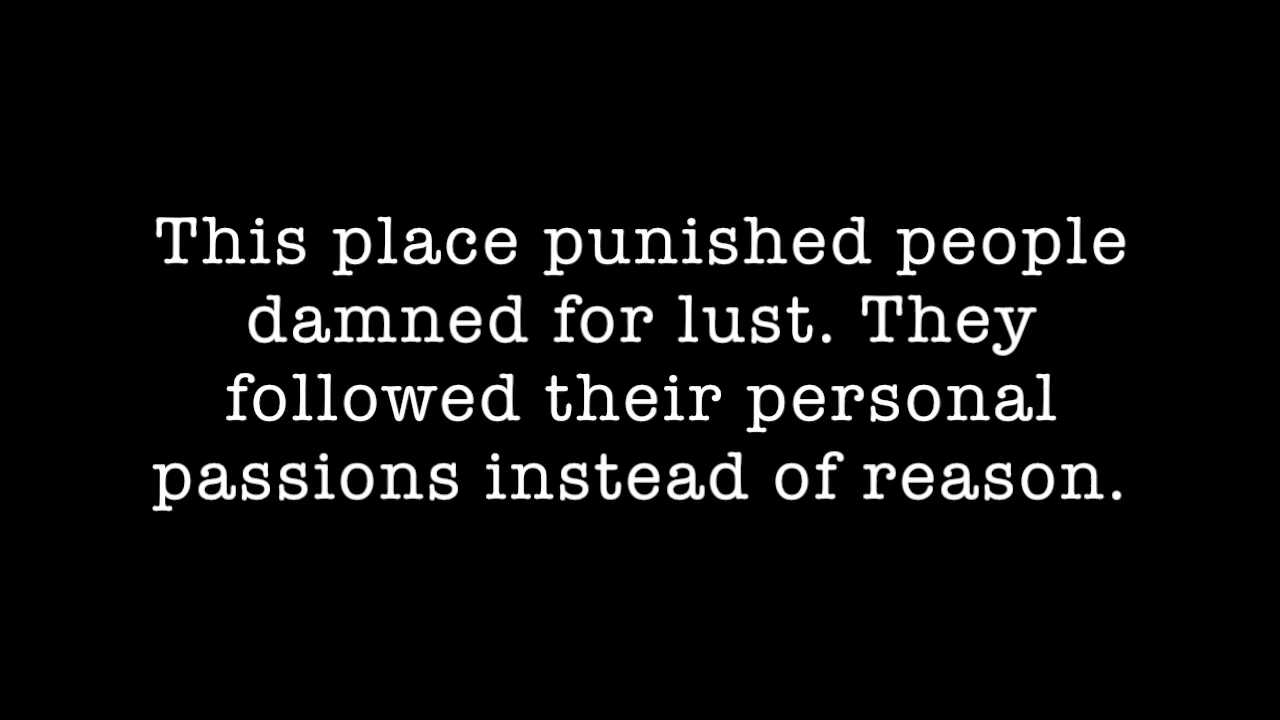 This place punished people
damned for lust. They
followed their personal
passions instead of reason.